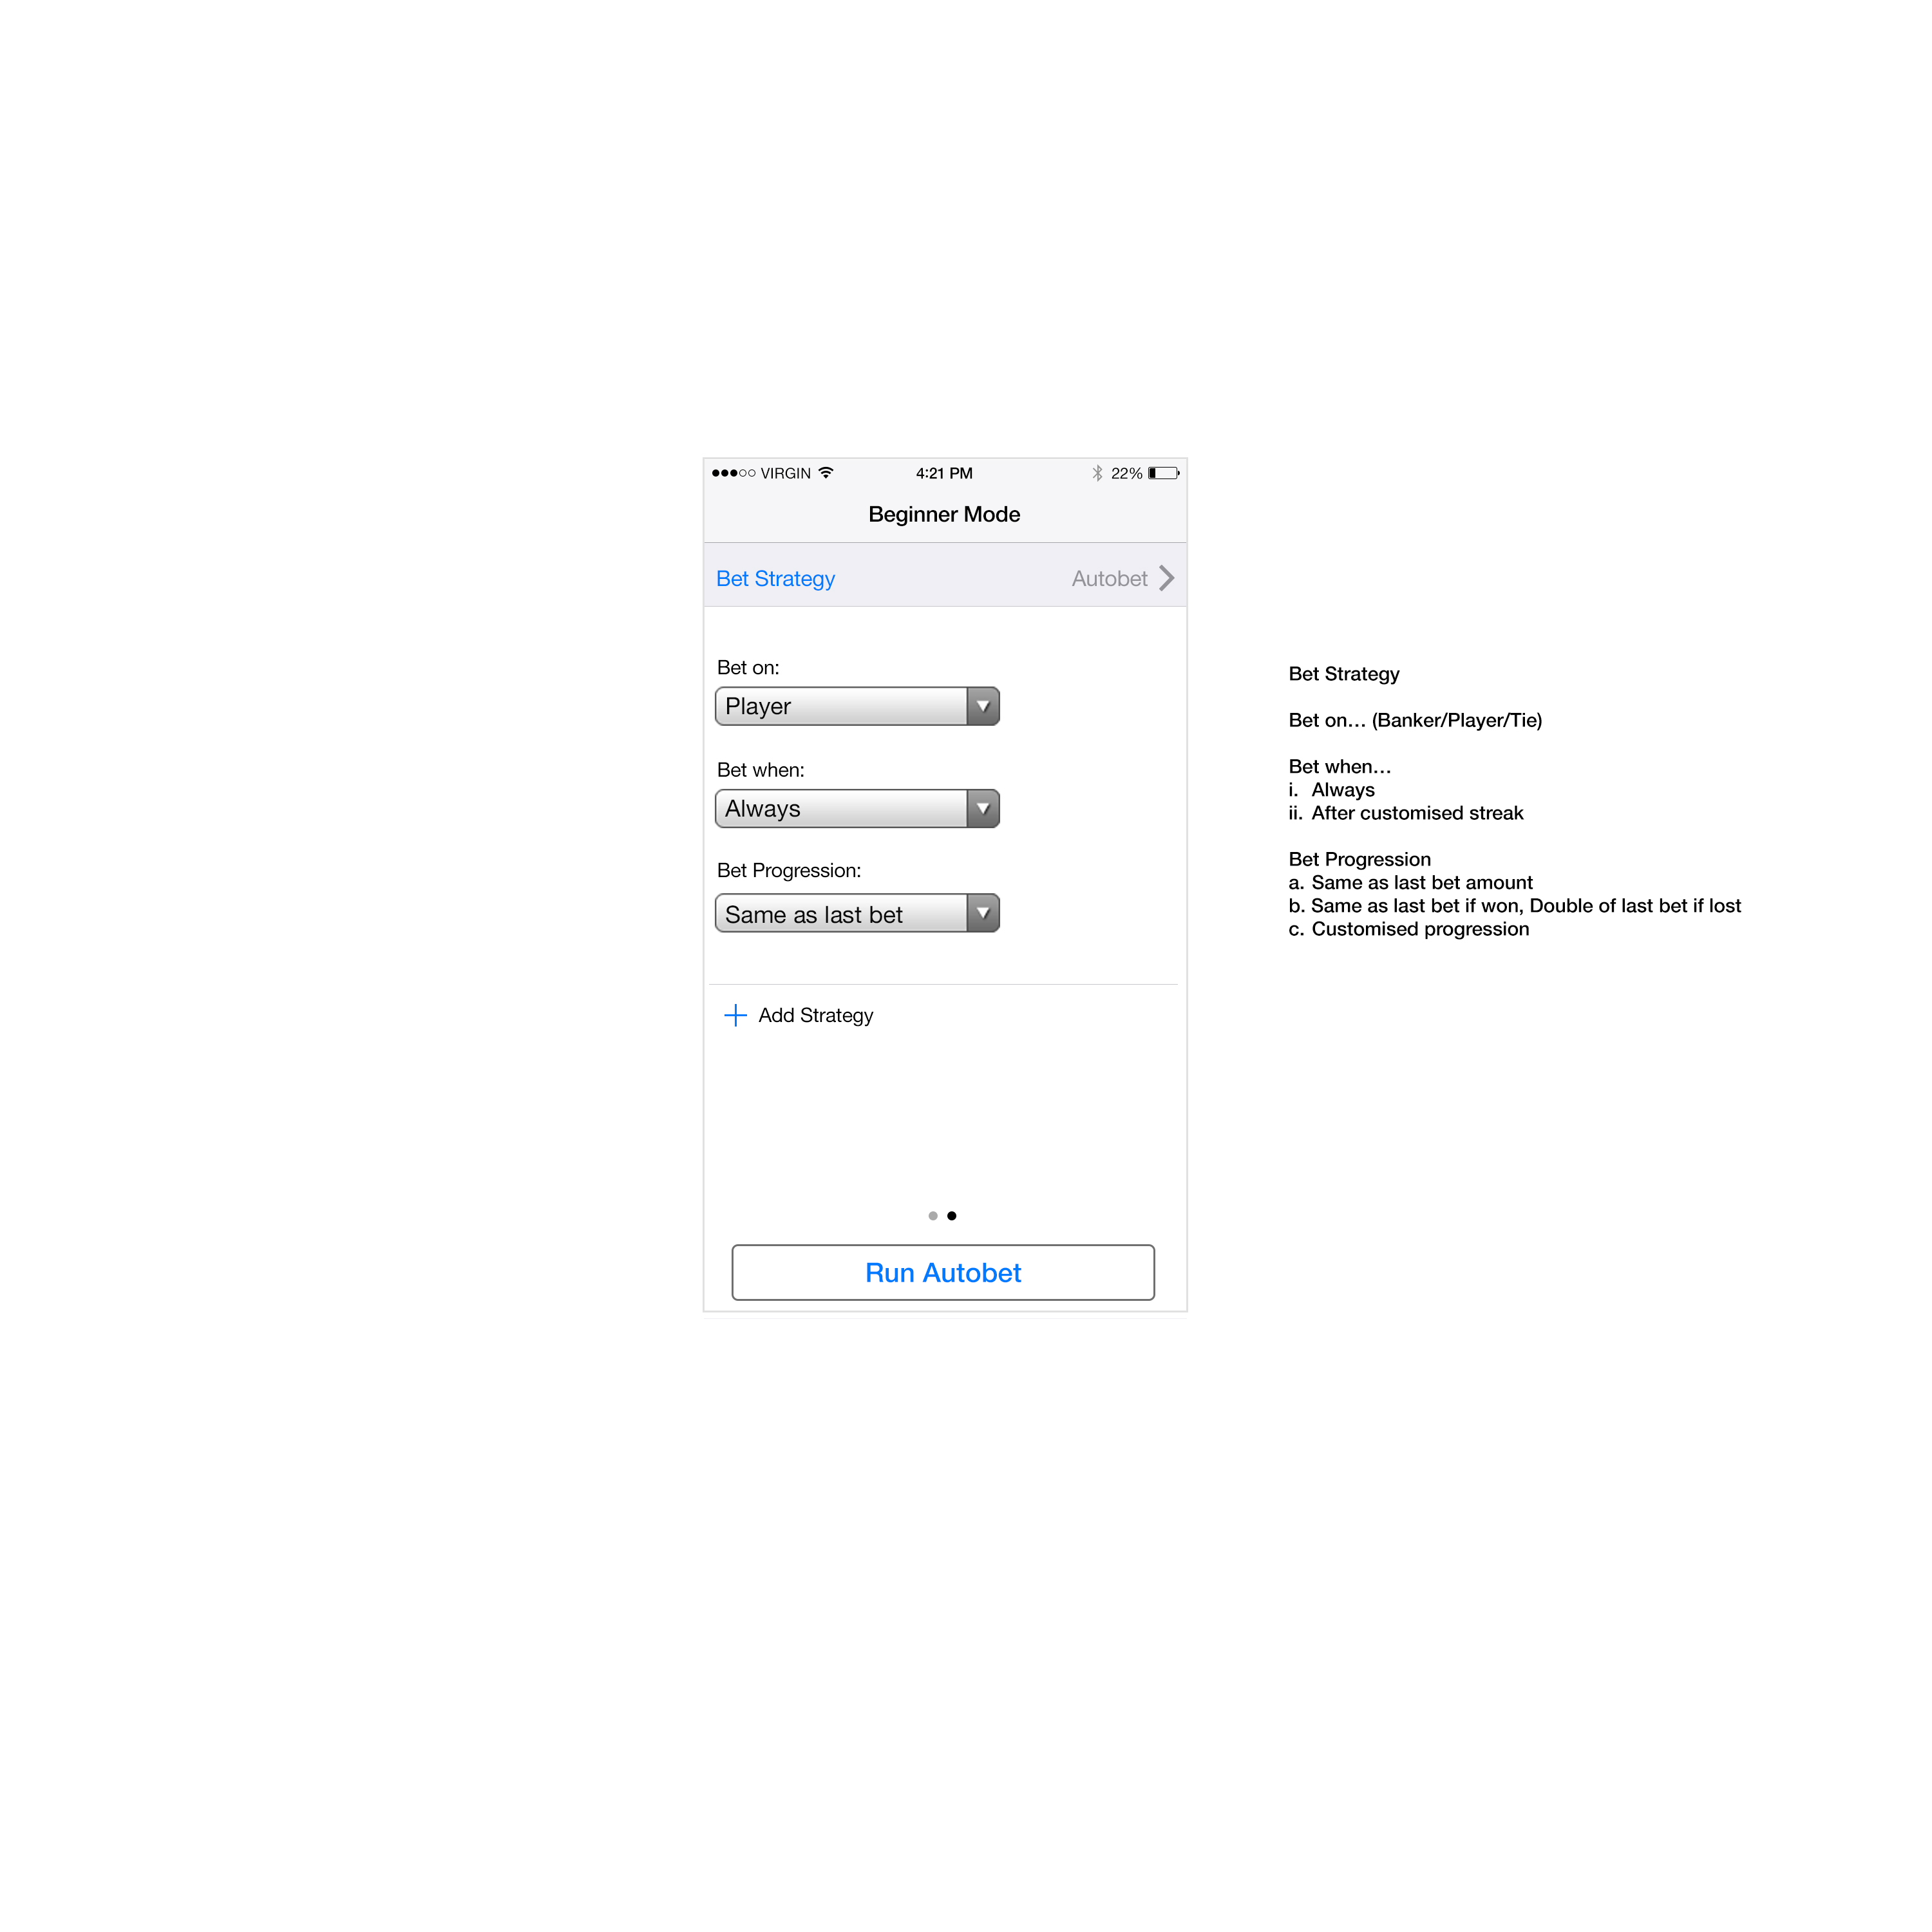 VIRGIN 4:21 PM 22%
Beginner Mode
Bet Strategy Autobet
Bet on:
Player
Bet when:
Always
Bet Progression:
Same as last bet
Add Strategy
Run Autobet
Bet Strategy
Bet on… (Banker/Player/Tie)
Bet when…
i. Always
ii. After customised streak
Bet Progression
a. Same as last bet amount
b. Same as last bet if won, Double of last bet if lost
c. Customised progression